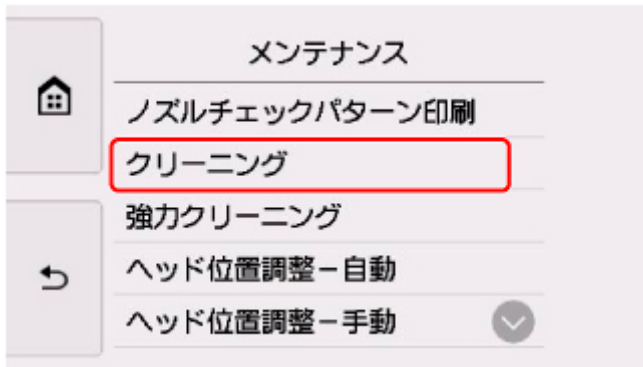 メンテナンス
ノズルチェックパターン印刷
クリーニング
強力クリーニング
ヘッド位置調整－自動
ヘッド位置調整－手動